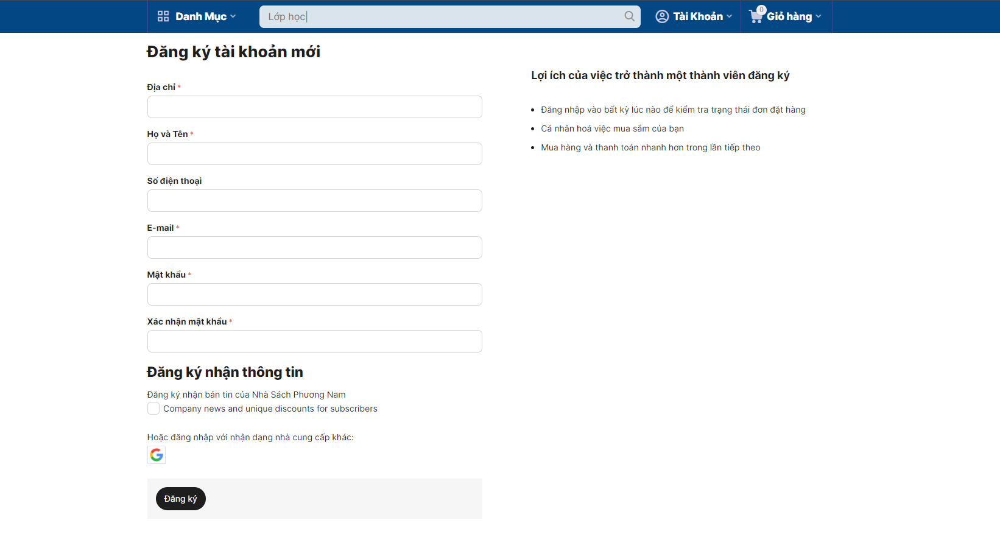 Danh Mục
Lớp học
Tài Khoản
0
Giỏ hàng
Đăng ký tài khoản mới
Địa chỉ *
Họ và Tên *
Số điện thoại
E-mail *
Mật khẩu *
Xác nhận mật khẩu *
Đăng ký nhận thông tin
Đăng ký nhận bản tin của Nhà Sách Phương Nam
Company news and unique discounts for subscribers
Hoặc đăng nhập với nhận dạng nhà cung cấp khác:
Đăng ký
Lợi ích của việc trở thành một thành viên đăng ký
• Đăng nhập vào bất kỳ lúc nào để kiểm tra trạng thái đơn đặt hàng
• Cá nhân hoá việc mua sắm của bạn
• Mua hàng và thanh toán nhanh hơn trong lần tiếp theo